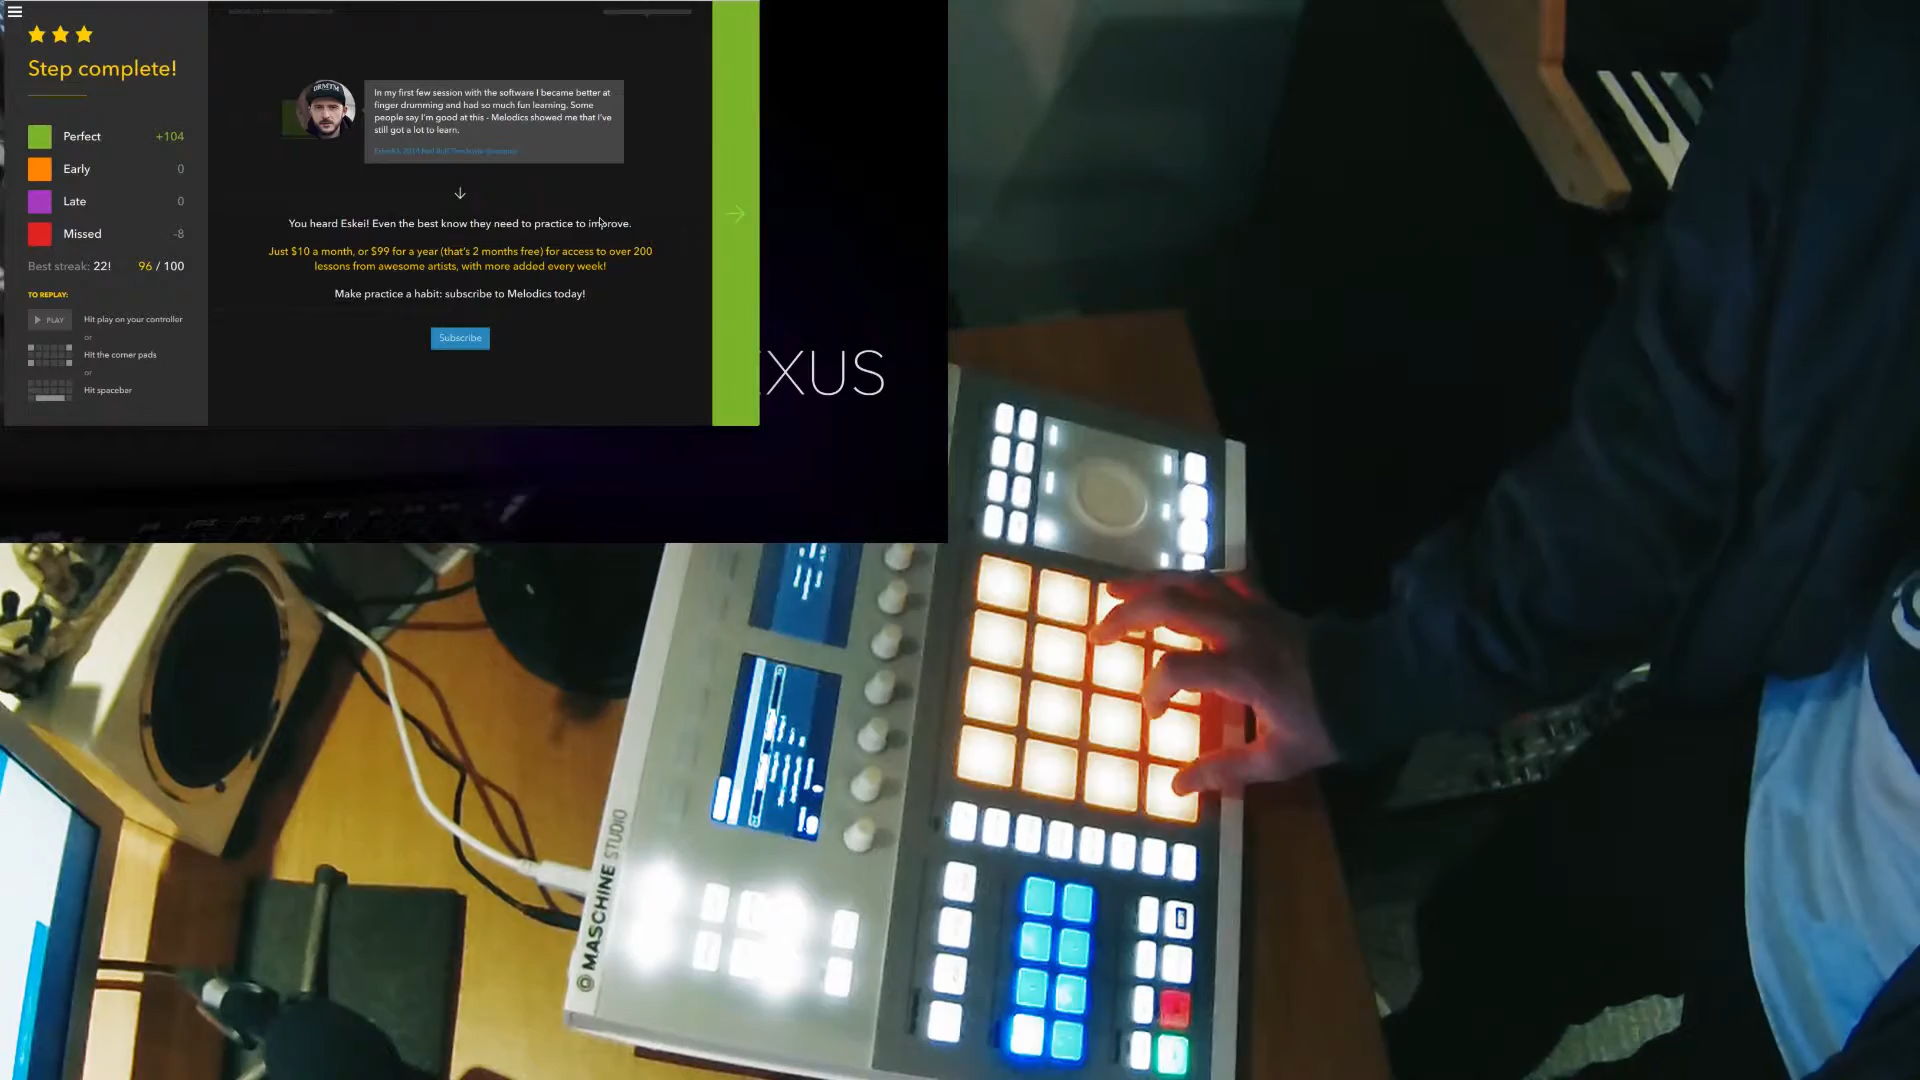 Step complete!
Perfect +104
Early 0
Late 0
Missed -8
Best streak: 22! 96 / 100
TO REPLAY:
PLAY Hit play on your controller
or
Hit the corner pads
or
Hit spacebar
DRMTM
In my first few session with the software I became better at
finger drumming and had so much fun learning. Some
people say I'm good at this - Melodics showed me that I've
still got a lot to learn.
You heard Eskei! Even the best know they need to practice to improve.
Just $10 a month, or $99 for a year (that's 2 months free) for access to over 200
lessons from awesome artists, with more added every week!
Make practice a habit: subscribe to Melodics today!
Subscribe
XUS
MASCHINE STUDIO